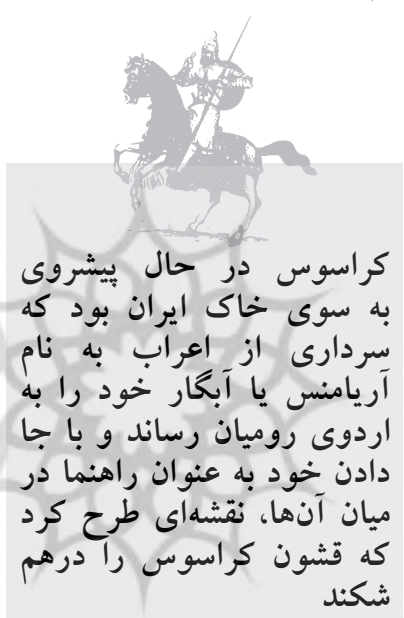 کراسوس در حال پیشروی
به سوی خاک ایران بود که
سرداری از اعراب به نام
آریامنس یا آبگار خود را به
اردوی رومیان رساند و با جا
دادن خود به عنوان راهنما در
میان آن‌ها، نقشه‌ای طرح کرد
که قشون کراسوس را درهم
شکند